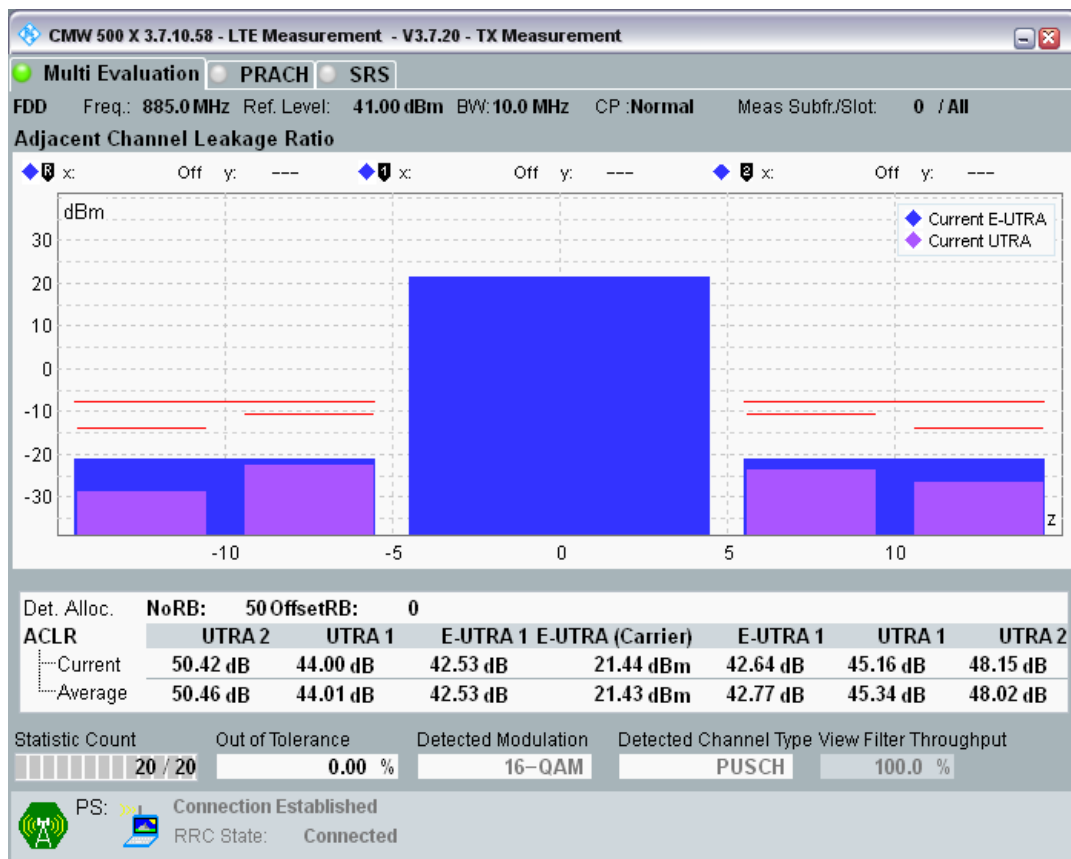 CMW 500 X 3.7.10.58 - LTE Measurement - V3.7.20 - TX Measurement
Multi Evaluation PRACH SRS
FDD Freq.: 885.0 MHz Ref. Level: 41.00 dBm BW: 10.0 MHz CP :Normal Meas Subfr./Slot: 0 / All
Adjacent Channel Leakage Ratio
R x: Off y: --- 1 x: Off y: --- 2 x: Off y: ---
dBm
Current E-UTRA
Current UTRA
30
20
10
0
-10
-20
-30
z
-10 -5 0 5 10
Det. Alloc. NoRB: 50 OffsetRB: 0
ACLR UTRA 2 UTRA 1 E-UTRA 1 E-UTRA (Carrier) E-UTRA 1 UTRA 1 UTRA 2
Current 50.42 dB 44.00 dB 42.53 dB 21.44 dBm 42.64 dB 45.16 dB 48.15 dB
Average 50.46 dB 44.01 dB 42.53 dB 21.43 dBm 42.77 dB 45.34 dB 48.02 dB
Statistic Count Out of Tolerance Detected Modulation Detected Channel Type View Filter Throughput
20 / 20 0.00 % 16-QAM PUSCH 100.0 %
PS: Connection Established
RRC State: Connected